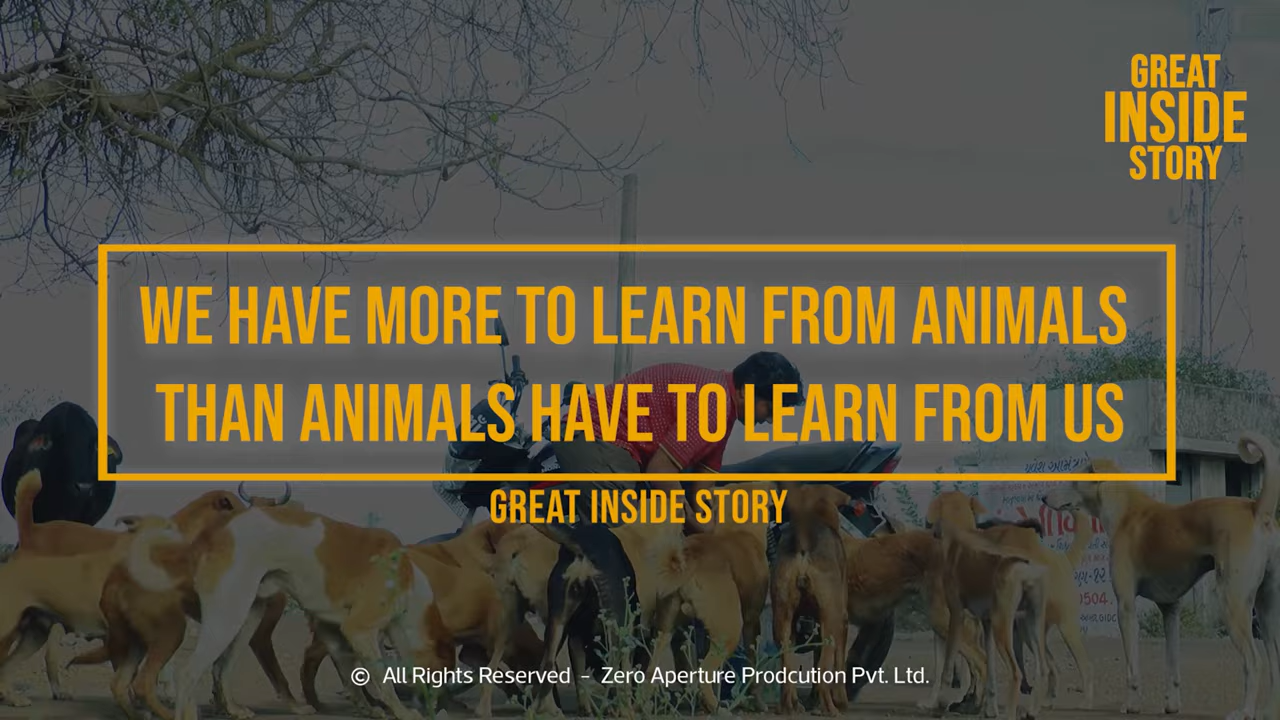 GREAT
INSIDE
STORY
WE HAVE MORE TO LEARN FROM ANIMALS
THAN ANIMALS HAVE TO LEARN FROM US
GREAT INSIDE STORY
0504.
© All Rights Reserved - Zero Aperture Prodcution Pvt. Ltd.